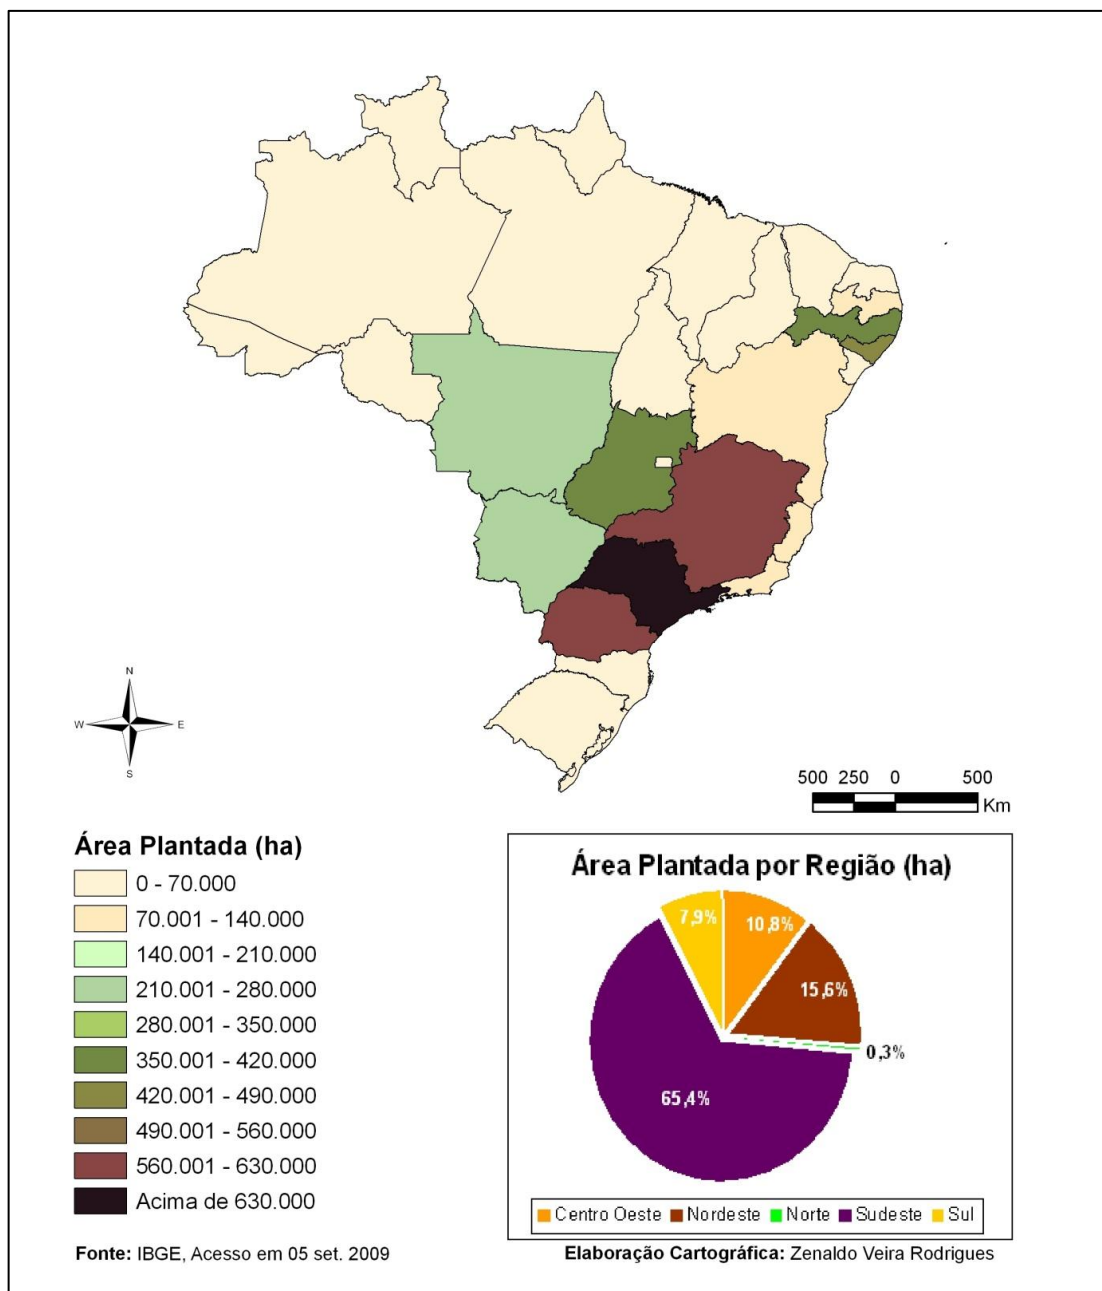 N
W E
S
500 250 0 500
Km
Área Plantada (ha)
0 - 70.000
70.001 - 140.000
140.001 - 210.000
210.001 - 280.000
280.001 - 350.000
350.001 - 420.000
420.001 - 490.000
490.001 - 560.000
560.001 - 630.000
Acima de 630.000
Área Plantada por Região (ha)
7,9%
10,8%
15,6%
0,3%
65,4%
Centro Oeste Nordeste Norte Sudeste Sul
Fonte: IBGE, Acesso em 05 set. 2009
Elaboração Cartográfica: Zenaldo Veira Rodrigues